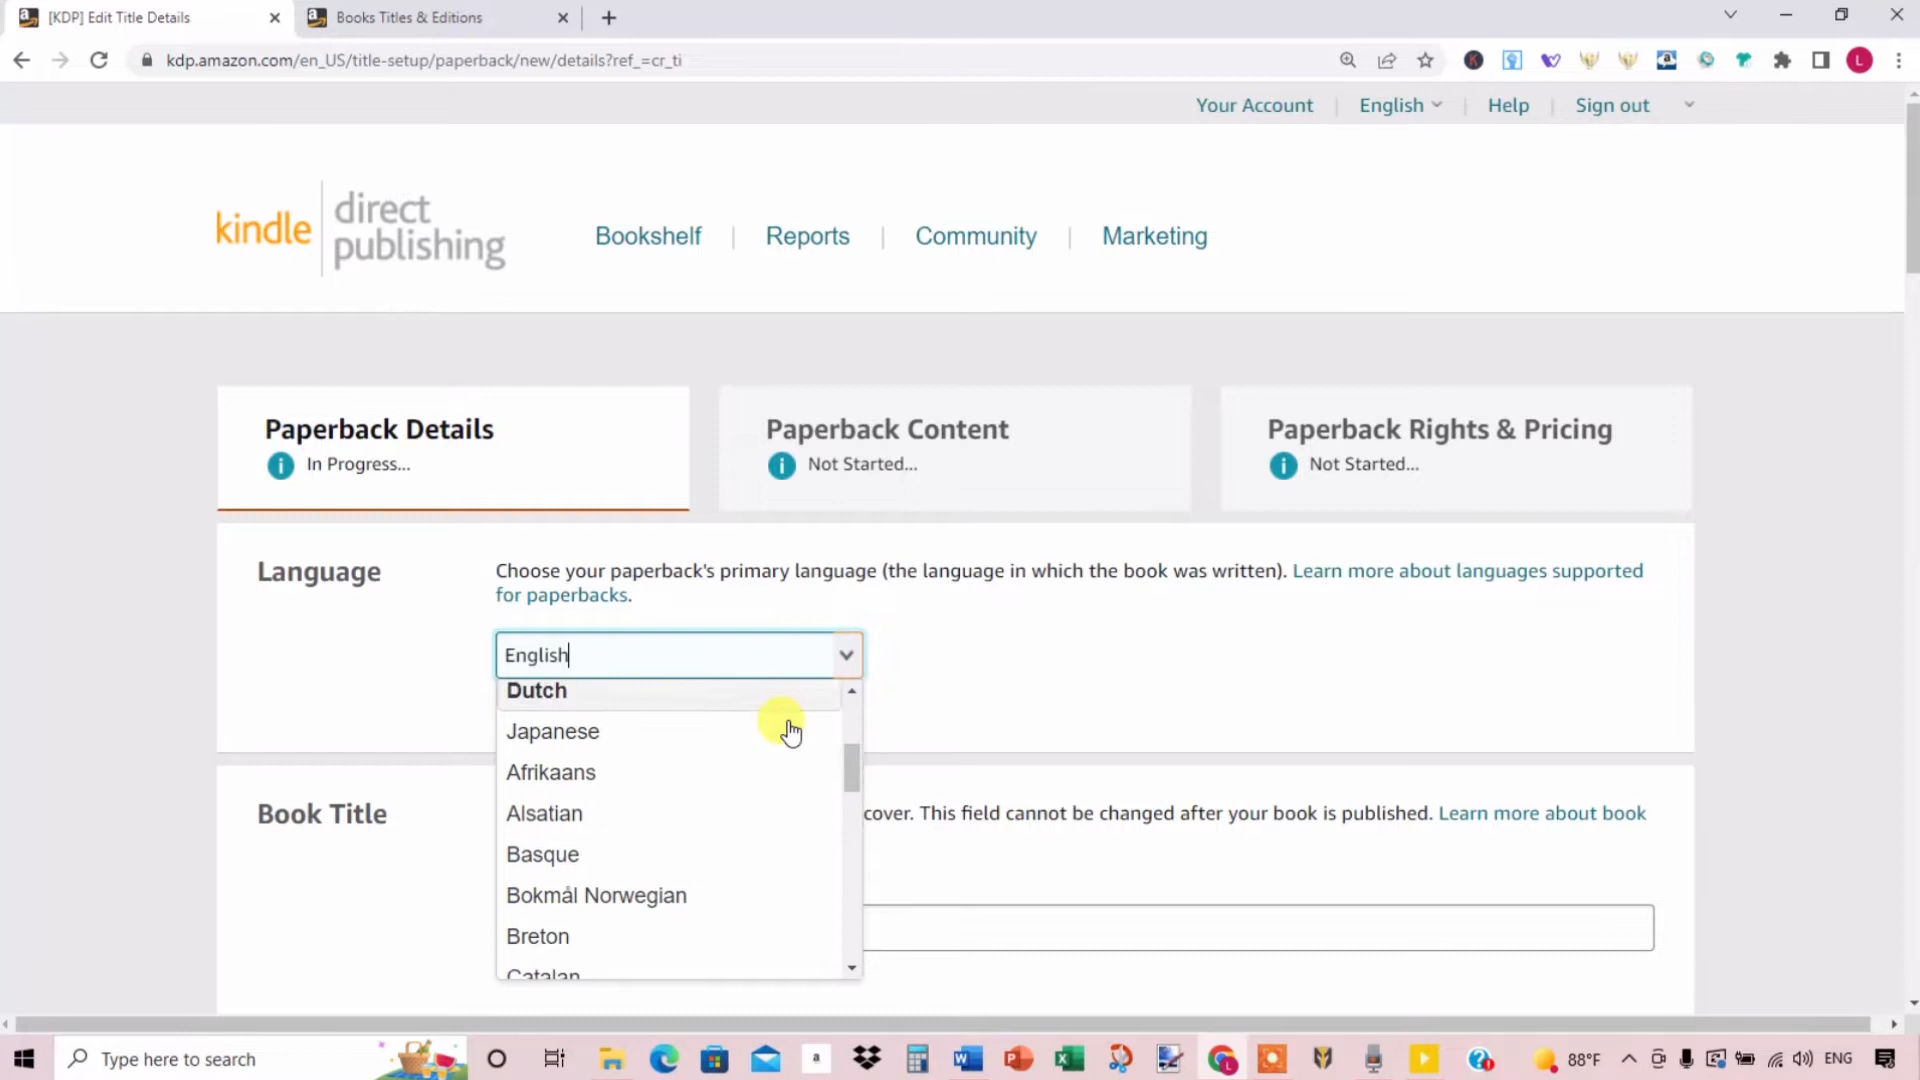 [KDP] Edit Title Details
Books Titles & Editions
kdp.amazon.com/en_US/title-setup/paperback/new/details?ref_=cr_ti
L
Your Account
English
Help
Sign out
kindle
direct
publishing
Bookshelf
Reports
Community
Marketing
Paperback Details
In Progress...
Paperback Content
Not Started...
Paperback Rights & Pricing
Not Started...
Language
Choose your paperback's primary language (the language in which the book was written). Learn more about languages supported
for paperbacks.
English
Dutch
Japanese
Afrikaans
Alsatian
Basque
Bokmål Norwegian
Breton
Catalan
Book Title
cover. This field cannot be changed after your book is published. Learn more about book
Type here to search
88°F
ENG